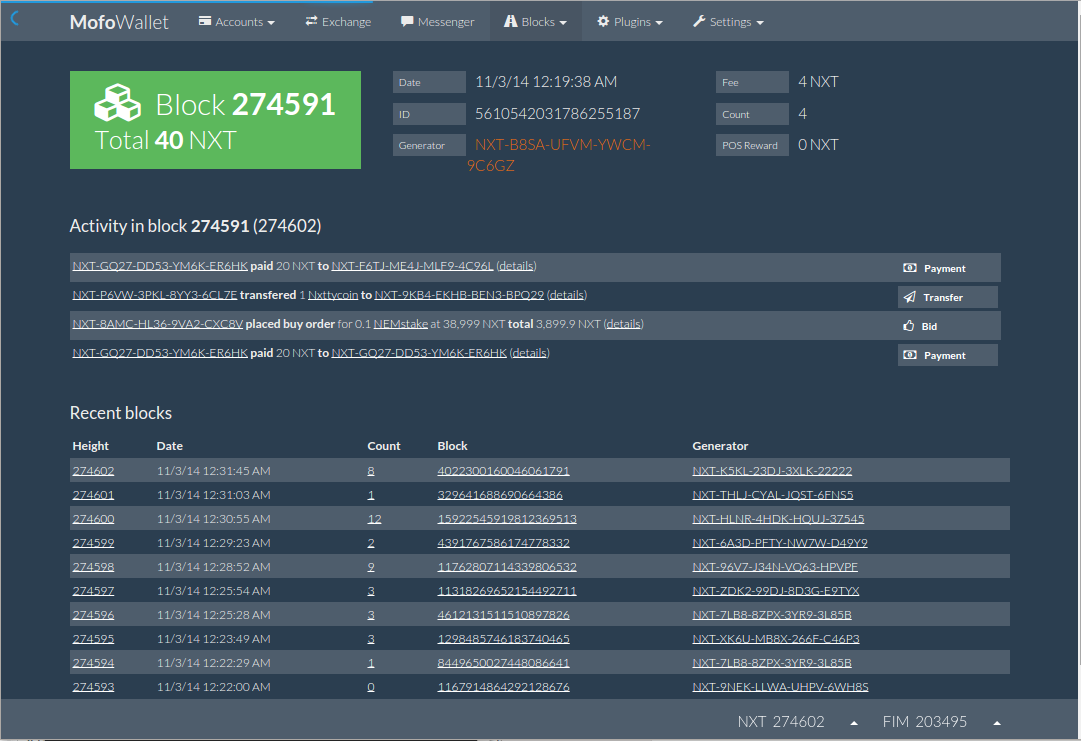 MofoWallet Accounts Exchange Messenger Blocks Plugins Settings
Block 274591
Total 40 NXT
Date 11/3/14 12:19:38 AM
ID 5610542031786255187
Generator NXT-B8SA-UFVM-YWCM-
9C6GZ
Fee 4 NXT
Count 4
POS Reward 0 NXT
Activity in block 274591 (274602)
NXT-GQ27-DD53-YM6K-ER6HK paid 20 NXT to NXT-F6TJ-ME4J-MLF9-4C96L (details) Payment
NXT-P6VW-3PKL-8YY3-6CL7E transfered 1 Nxttycoin to NXT-9KB4-EKHB-BEN3-BPQ29 (details) Transfer
NXT-8AMC-HL36-9VA2-CXC8V placed buy order for 0.1 NEMstake at 38,999 NXT total 3,899.9 NXT (details) Bid
NXT-GQ27-DD53-YM6K-ER6HK paid 20 NXT to NXT-GQ27-DD53-YM6K-ER6HK (details) Payment
Recent blocks
Height Date Count Block Generator
274602 11/3/14 12:31:45 AM 8 4022300160046061791 NXT-K5KL-23DJ-3XLK-22222
274601 11/3/14 12:31:03 AM 1 329641688690664386 NXT-THLJ-CYAL-JQST-6FNS5
274600 11/3/14 12:30:55 AM 12 15922545919812369513 NXT-HLNR-4HDK-HQUJ-37545
274599 11/3/14 12:29:23 AM 2 4391767586174778332 NXT-6A3D-PFTY-NW7W-D49Y9
274598 11/3/14 12:28:52 AM 9 11762807114339806532 NXT-96V7-J34N-VQ63-HPVPF
274597 11/3/14 12:25:54 AM 3 11318269652154492711 NXT-ZDK2-99DJ-8D3G-E9TYX
274596 11/3/14 12:25:28 AM 3 4612131511510897826 NXT-7LB8-8ZPX-3YR9-3L85B
274595 11/3/14 12:23:49 AM 3 1298485746183740465 NXT-XK6U-MB8X-266F-C46P3
274594 11/3/14 12:22:29 AM 1 8449650027448086641 NXT-7LB8-8ZPX-3YR9-3L85B
274593 11/3/14 12:22:00 AM 0 1167914864292128676 NXT-9NEK-LLWA-UHPV-6WH8S
NXT 274602 FIM 203495